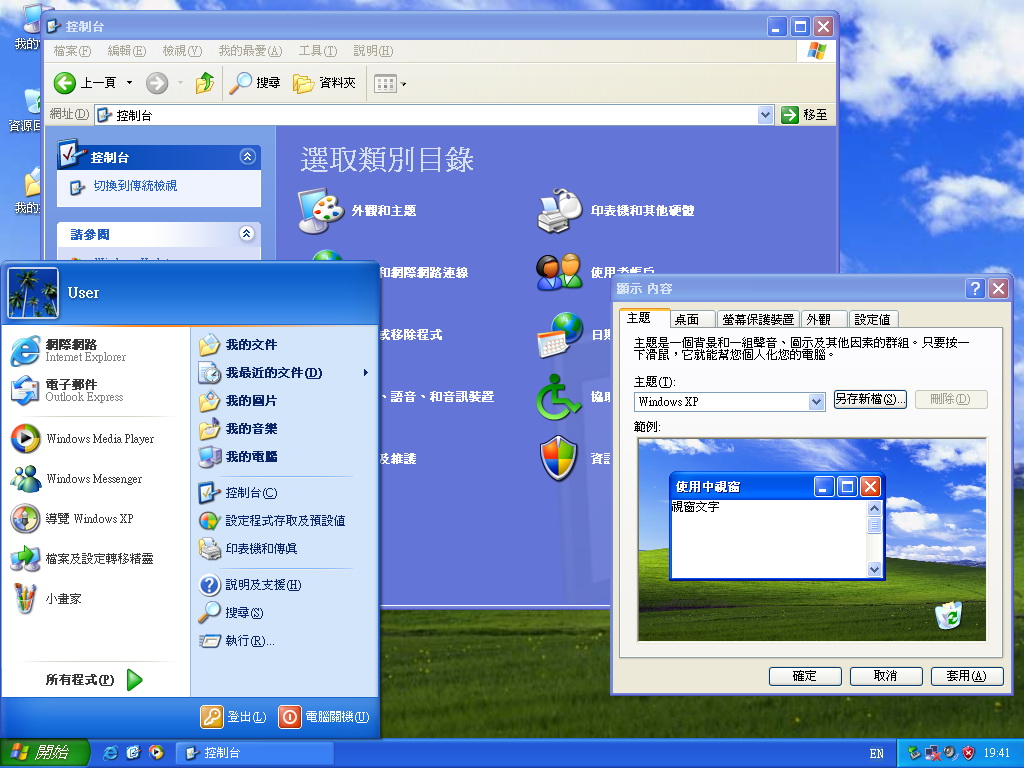 我的
資源回
我的
控制台
檔案(F) 編輯(E) 檢視(V) 我的最愛(A) 工具(T) 說明(H)
上一頁 搜尋 資料夾
網址(D) 控制台 移至
控制台
切換到傳統檢視
請參閱
選取類別目錄
外觀和主題
印表機和其他硬體
和網際網路連線
使用者帳戶
或移除程式
日期
、語音、和音訊裝置
協助
及維護
資訊
User
網際網路
Internet Explorer
電子郵件
Outlook Express
Windows Media Player
Windows Messenger
導覽 Windows XP
檔案及設定轉移精靈
小畫家
所有程式(P)
我的文件
我最近的文件(D)
我的圖片
我的音樂
我的電腦
控制台(C)
設定程式存取及預設值
印表機和傳真
說明及支援(H)
搜尋(S)
執行(R)...
登出(L) 電腦關機(U)
顯示 內容
主題 桌面 螢幕保護裝置 外觀 設定值
主題是一個背景和一組聲音、圖示及其他因素的群組。只要按一
下滑鼠，它就能幫您個人化您的電腦。
主題(T):
Windows XP 另存新檔(S)... 刪除(D)
範例:
使用中視窗
視窗文字
確定 取消 套用(A)
開始 控制台 EN 19:41